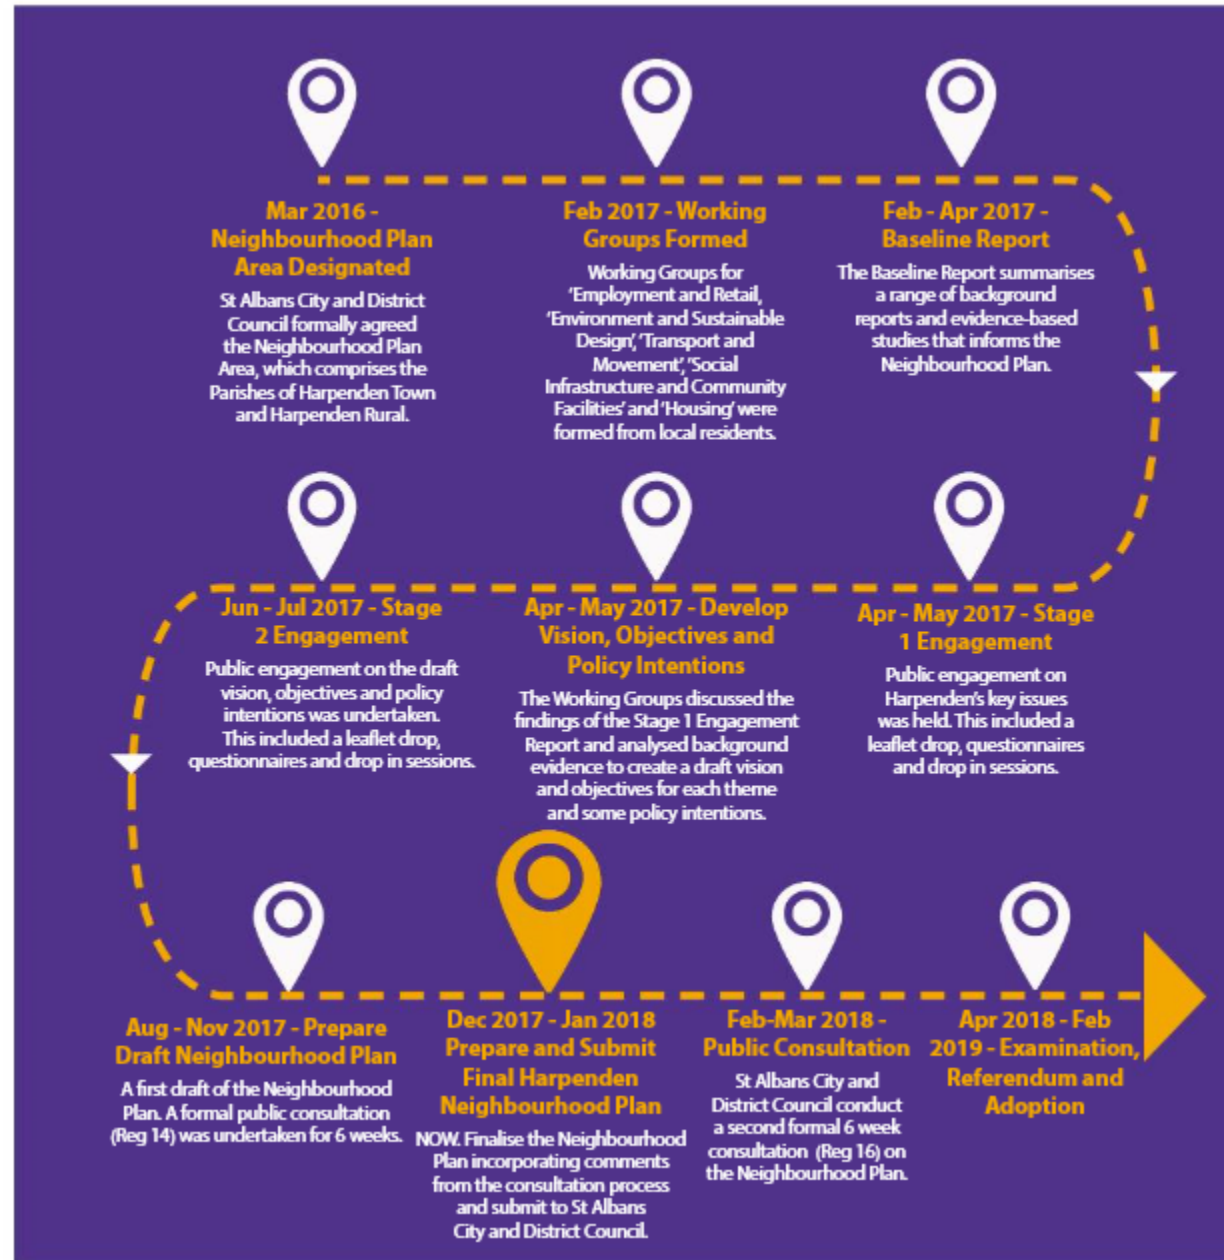 Mar 2016 -
Neighbourhood Plan
Area Designated
St Albans City and District
Council formally agreed
the Neighbourhood Plan
Area, which comprises the
Parishes of Harpenden Town
and Harpenden Rural.
Feb 2017 - Working
Groups Formed
Working Groups for
‘Employment and Retail,
‘Environment and Sustainable
Design’, ‘Transport and
Movement’, ‘Social
Infrastructure and Community
Facilities’ and ‘Housing’ were
formed from local residents.
Feb - Apr 2017 -
Baseline Report
The Baseline Report summarises
a range of background
reports and evidence-based
studies that informs the
Neighbourhood Plan.
Apr - May 2017 - Stage
1 Engagement
Public engagement on
Harpenden’s key issues
was held. This included a
leaflet drop, questionnaires
and drop in sessions.
Apr - May 2017 - Develop
Vision, Objectives and
Policy Intentions
The Working Groups discussed the
findings of the Stage 1 Engagement
Report and analysed background
evidence to create a draft vision
and objectives for each theme
and some policy intentions.
Jun - Jul 2017 - Stage
2 Engagement
Public engagement on the draft
vision, objectives and policy
intentions was undertaken.
This included a leaflet drop,
questionnaires and drop in sessions.
Aug - Nov 2017 - Prepare
Draft Neighbourhood Plan
A first draft of the Neighbourhood
Plan. A formal public consultation
(Reg 14) was undertaken for 6 weeks.
Dec 2017 - Jan 2018
Prepare and Submit
Final Harpenden
Neighbourhood Plan
NOW. Finalise the Neighbourhood
Plan incorporating comments
from the consultation process
and submit to St Albans
City and District Council.
Feb-Mar 2018 -
Public Consultation
St Albans City and
District Council conduct
a second formal 6 week
consultation (Reg 16) on
the Neighbourhood Plan.
Apr 2018 - Feb
2019 - Examination,
Referendum and
Adoption